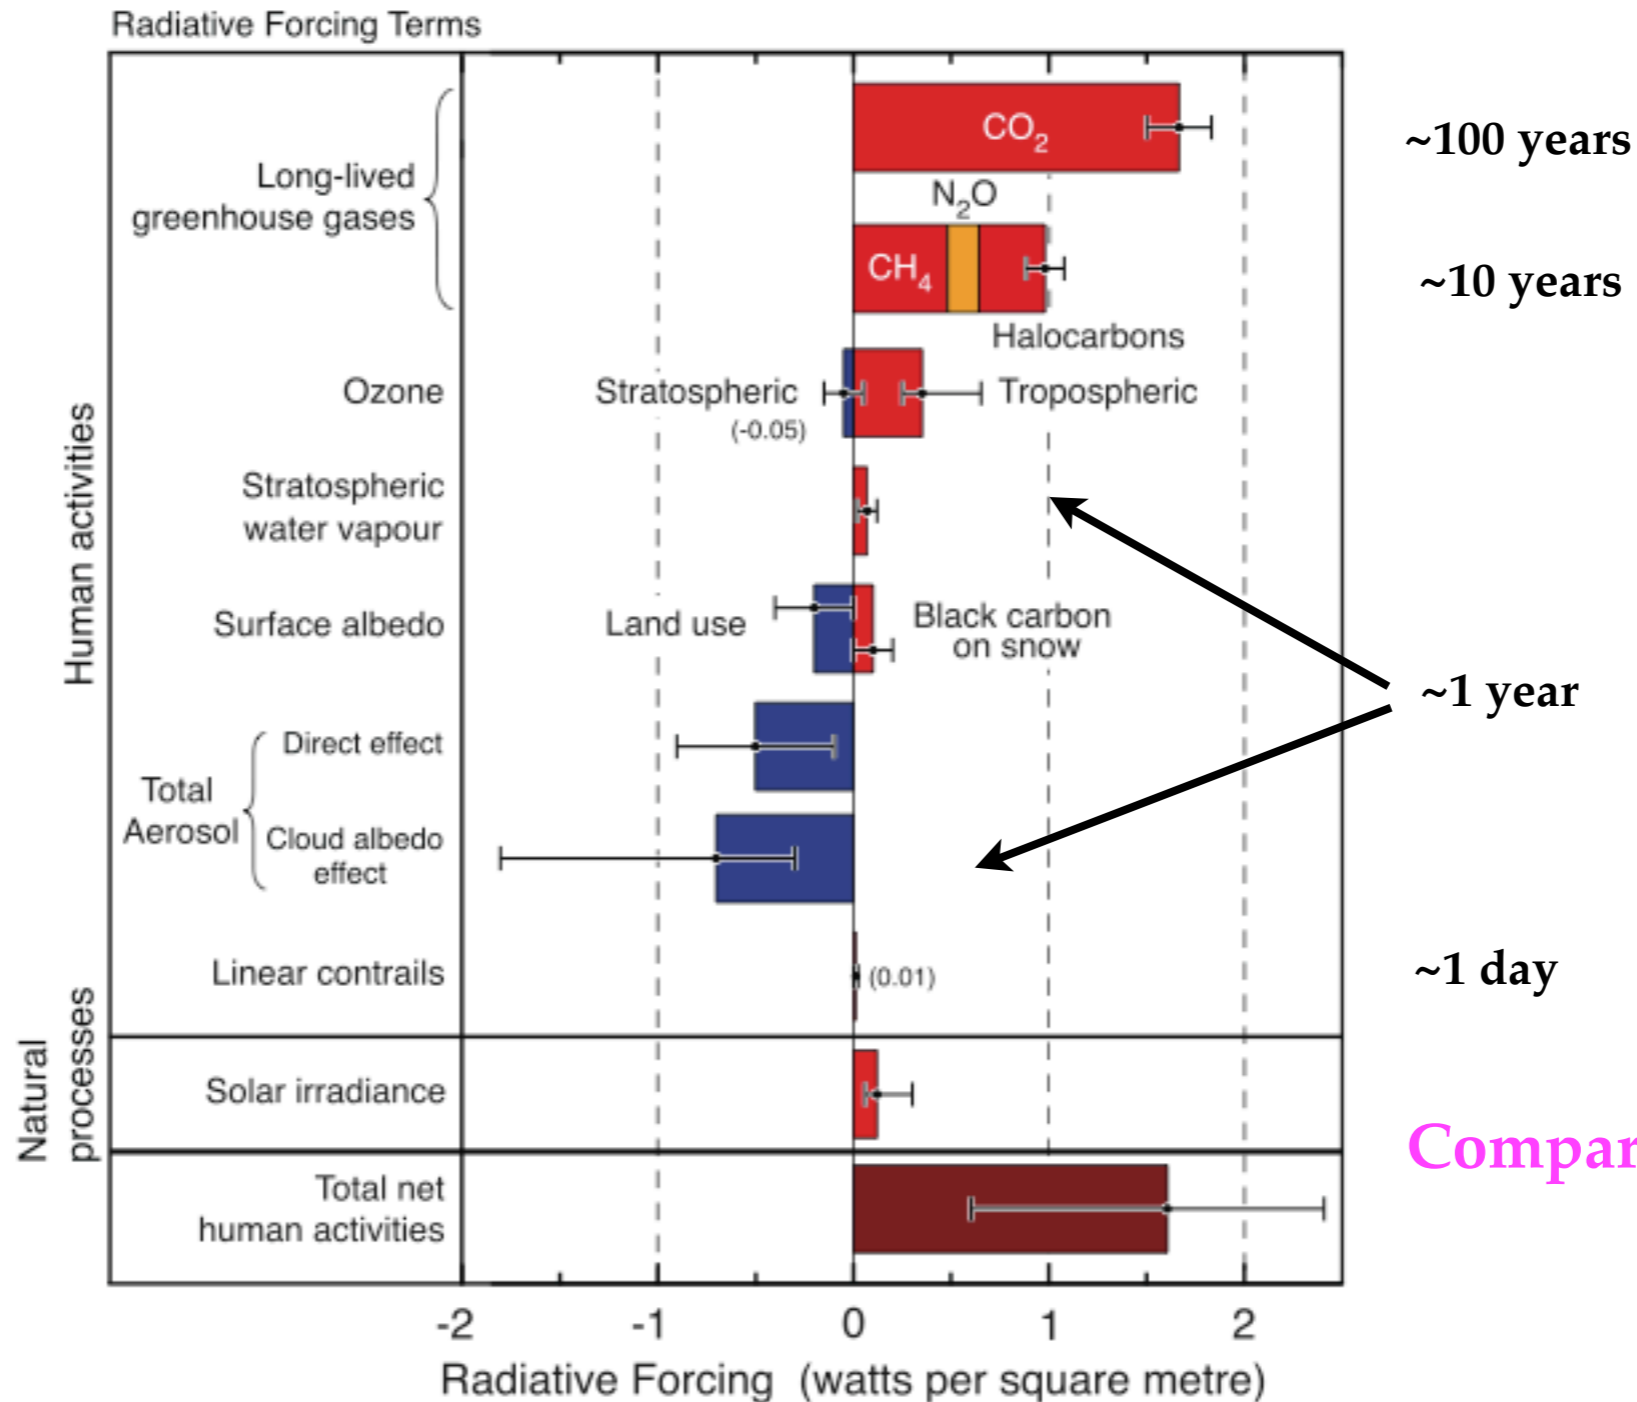 Radiative Forcing Terms
CO2
~100 years
Long-lived
greenhouse gases
N2O
CH4
~10 years
Halocarbons
Ozone
Stratospheric
(-0.05)
Tropospheric
Human activities
Stratospheric
water vapour
Surface albedo
Land use
Black carbon
on snow
~1 year
Total
Aerosol
Direct effect
Cloud albedo
effect
Linear contrails
(0.01)
~1 day
Natural
processes
Solar irradiance
Compar
Total net
human activities
-2 -1 0 1 2
Radiative Forcing (watts per square metre)